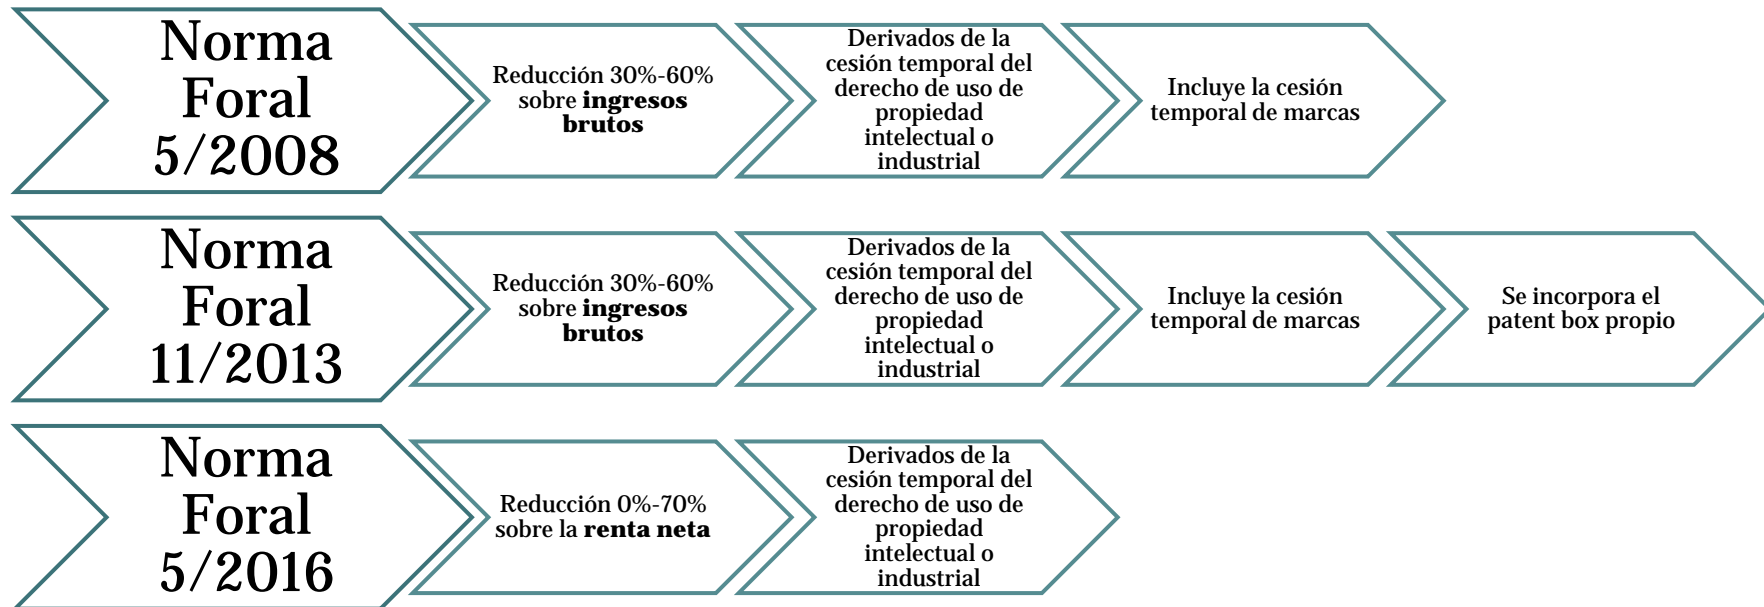 Norma
Foral
5/2008
Reducción 30%-60%
sobre ingresos
brutos
Derivados de la
cesión temporal del
derecho de uso de
propiedad
intelectual o
industrial
Incluye la cesión
temporal de marcas
Norma
Foral
11/2013
Reducción 30%-60%
sobre ingresos
brutos
Derivados de la
cesión temporal del
derecho de uso de
propiedad
intelectual o
industrial
Incluye la cesión
temporal de marcas
Se incorpora el
patent box propio
Norma
Foral
5/2016
Reducción 0%-70%
sobre la renta neta
Derivados de la
cesión temporal del
derecho de uso de
propiedad
intelectual o
industrial